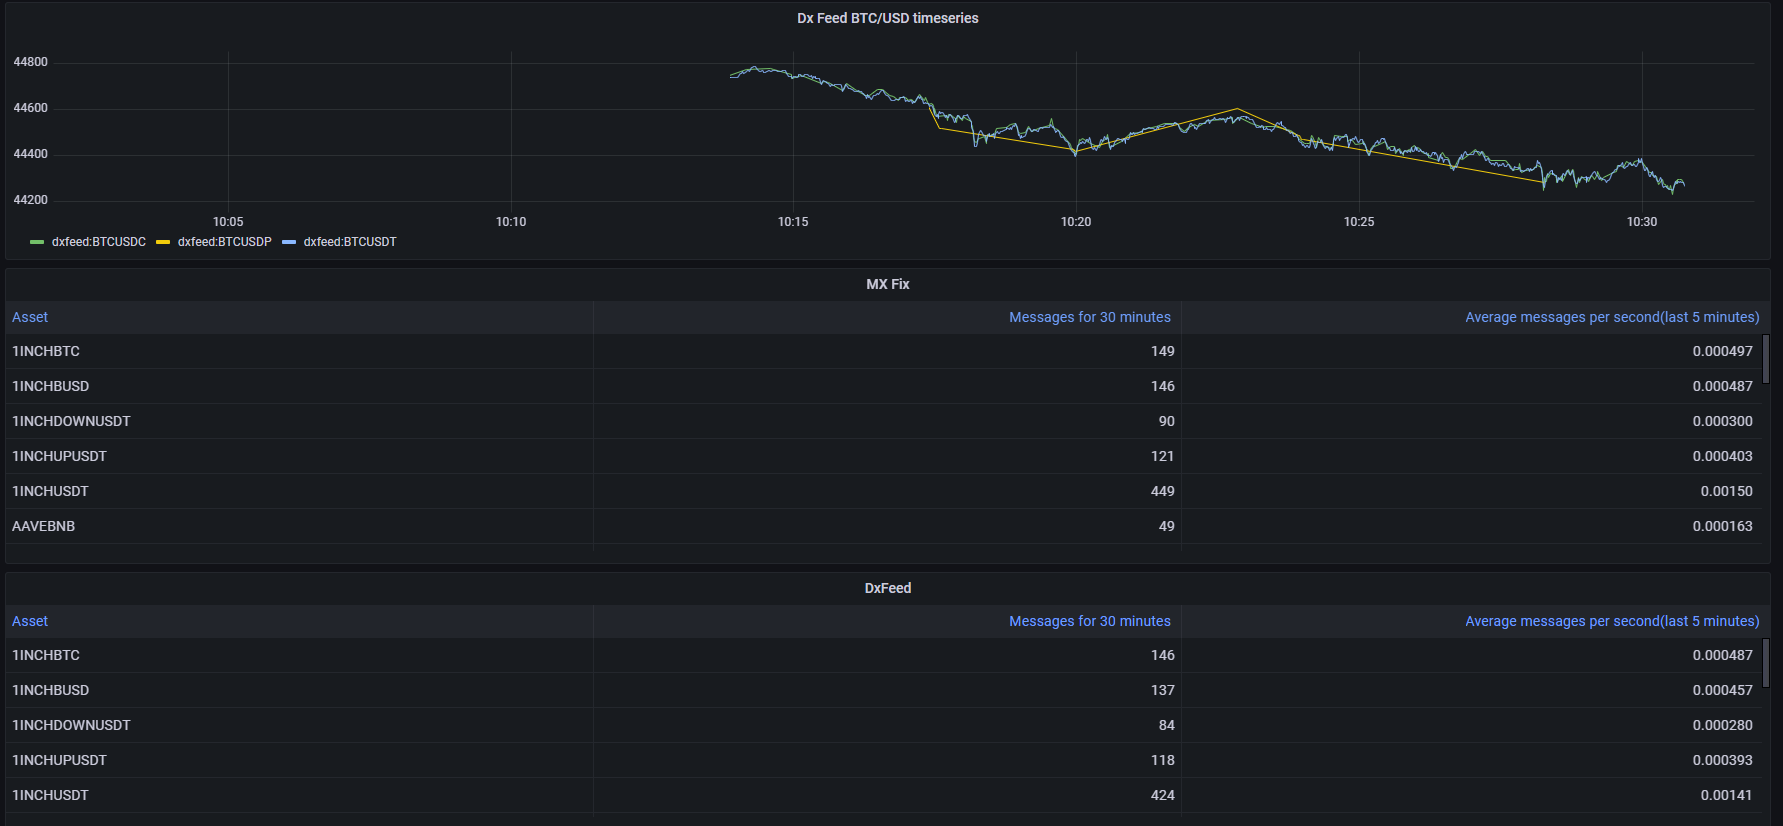 Dx Feed BTC/USD timeseries
44800
44600
44400
44200
10:05 10:10 10:15 10:20 10:25 10:30
dxfeed:BTCUSDC dxfeed:BTCUSDP dxfeed:BTCUSDT
MX Fix
Asset Messages for 30 minutes Average messages per second(last 5 minutes)
1INCHBTC 149 0.000497
1INCHBUSD 146 0.000487
1INCHDOWNUSDT 90 0.000300
1INCHUPUSDT 121 0.000403
1INCHUSDT 449 0.00150
AAVEBNB 49 0.000163
DxFeed
Asset Messages for 30 minutes Average messages per second(last 5 minutes)
1INCHBTC 146 0.000487
1INCHBUSD 137 0.000457
1INCHDOWNUSDT 84 0.000280
1INCHUPUSDT 118 0.000393
1INCHUSDT 424 0.00141